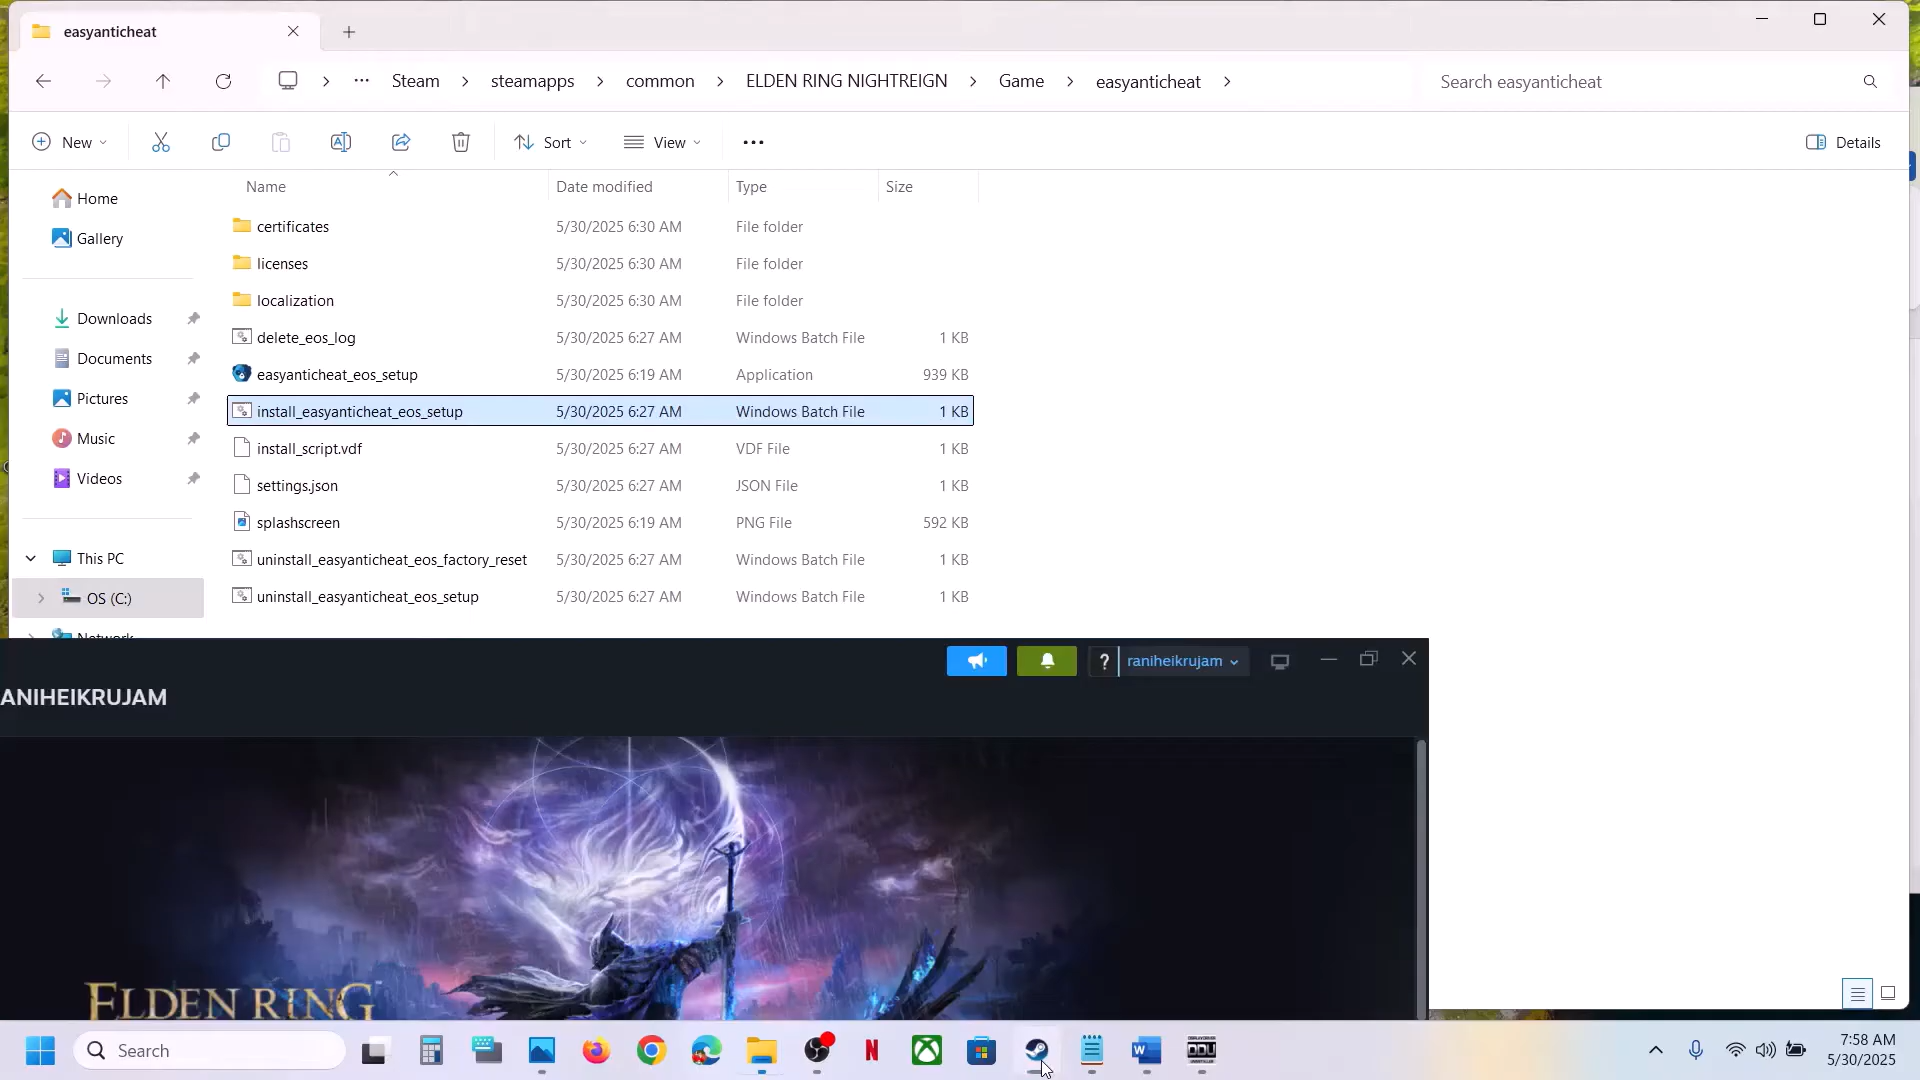 easyanticheat
Steam > steamapps > common > ELDEN RING NIGHTREIGN > Game > easyanticheat >
Search easyanticheat
New
Sort
View
Details
Name Date modified Type Size
Home
Gallery
Downloads
Documents
Pictures
Music
Videos
This PC
OS (C:)
Network
certificates 5/30/2025 6:30 AM File folder
licenses 5/30/2025 6:30 AM File folder
localization 5/30/2025 6:30 AM File folder
delete_eos_log 5/30/2025 6:27 AM Windows Batch File 1 KB
easyanticheat_eos_setup 5/30/2025 6:19 AM Application 939 KB
install_easyanticheat_eos_setup 5/30/2025 6:27 AM Windows Batch File 1 KB
install_script.vdf 5/30/2025 6:27 AM VDF File 1 KB
settings.json 5/30/2025 6:27 AM JSON File 1 KB
splashscreen 5/30/2025 6:19 AM PNG File 592 KB
uninstall_easyanticheat_eos_factory_reset 5/30/2025 6:27 AM Windows Batch File 1 KB
uninstall_easyanticheat_eos_setup 5/30/2025 6:27 AM Windows Batch File 1 KB
? raniheikrujam
ANIHEIKRUJAM
ELDEN RING
Search
DDU
7:58 AM
5/30/2025